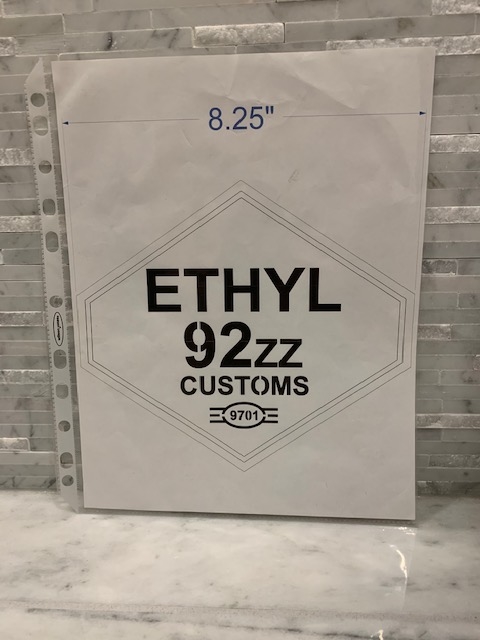 8.25"
ETHYL
92zz
CUSTOMS
9701